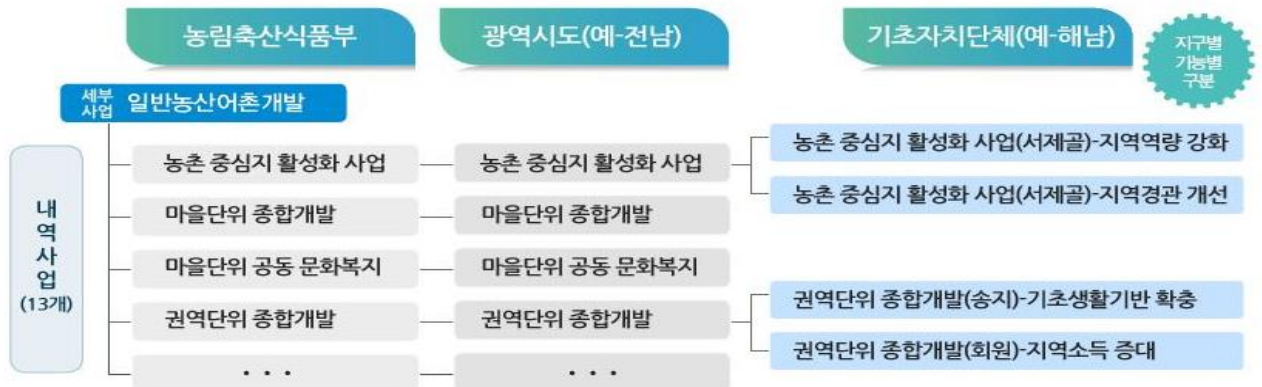 농림축산식품부
광역시도(예-전남)
기초자치단체(예-해남)
지구별
기능별
구분
세부
사업
일반농산어촌개발
내
역
사
업
(13개)
농촌 중심지 활성화 사업
농촌 중심지 활성화 사업
농촌 중심지 활성화 사업(서제골)-지역역량 강화
농촌 중심지 활성화 사업(서제골)-지역경관 개선
마을단위 종합개발
마을단위 종합개발
마을단위 공동 문화복지
마을단위 공동 문화복지
권역단위 종합개발
권역단위 종합개발
권역단위 종합개발(송지)-기초생활기반 확충
권역단위 종합개발(회원)-지역소득 증대
· · ·
· · ·